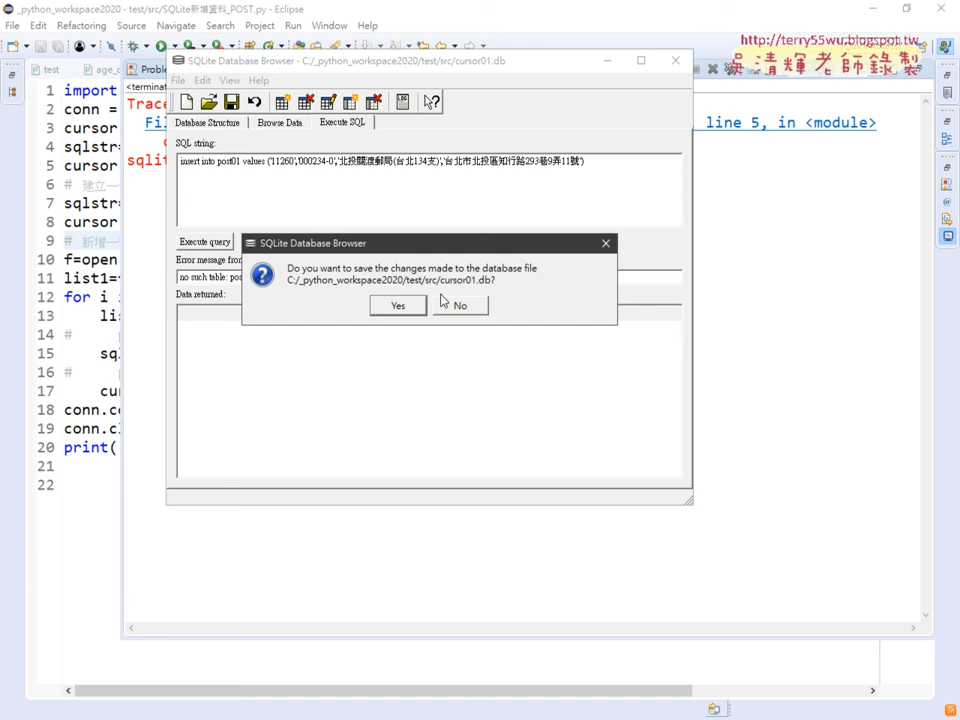 _python_workspace2020 - test/src/SQLite新增資料_POST.py - Eclipse
File Edit Refactoring Source Navigate Search Project Run Window Help
http://terry55wu.blogspot.tw
吳清輝老師錄製
test
age_
Proble
<termina
SQLite Database Browser - C:/_python_workspace2020/test/src/cursor01.db
File Edit View Help
Database Structure Browse Data Execute SQL
SQL string:
insert into post01 values ('11260','000234-0','北投關渡郵局(台北134支)','台北市北投區知行路293巷9弄11號')
Execute query
Error message from
no such table: pos
Data returned:
SQLite Database Browser
Do you want to save the changes made to the database file
C:/_python_workspace2020/test/src/cursor01.db?
Yes No
Trace
Fil
line 5, in <module>
sqlit
1 import
2 conn =
3 cursor
4 sqlstr=
5 cursor
6 # 建立一
7 sqlstr=
8 cursor
9 # 新增一
10 f=open
11 list1=
12 for i
13 lis
14 #
15 sq
16 #
17 cu
18 conn.co
19 conn.cl
20 print(
21
22